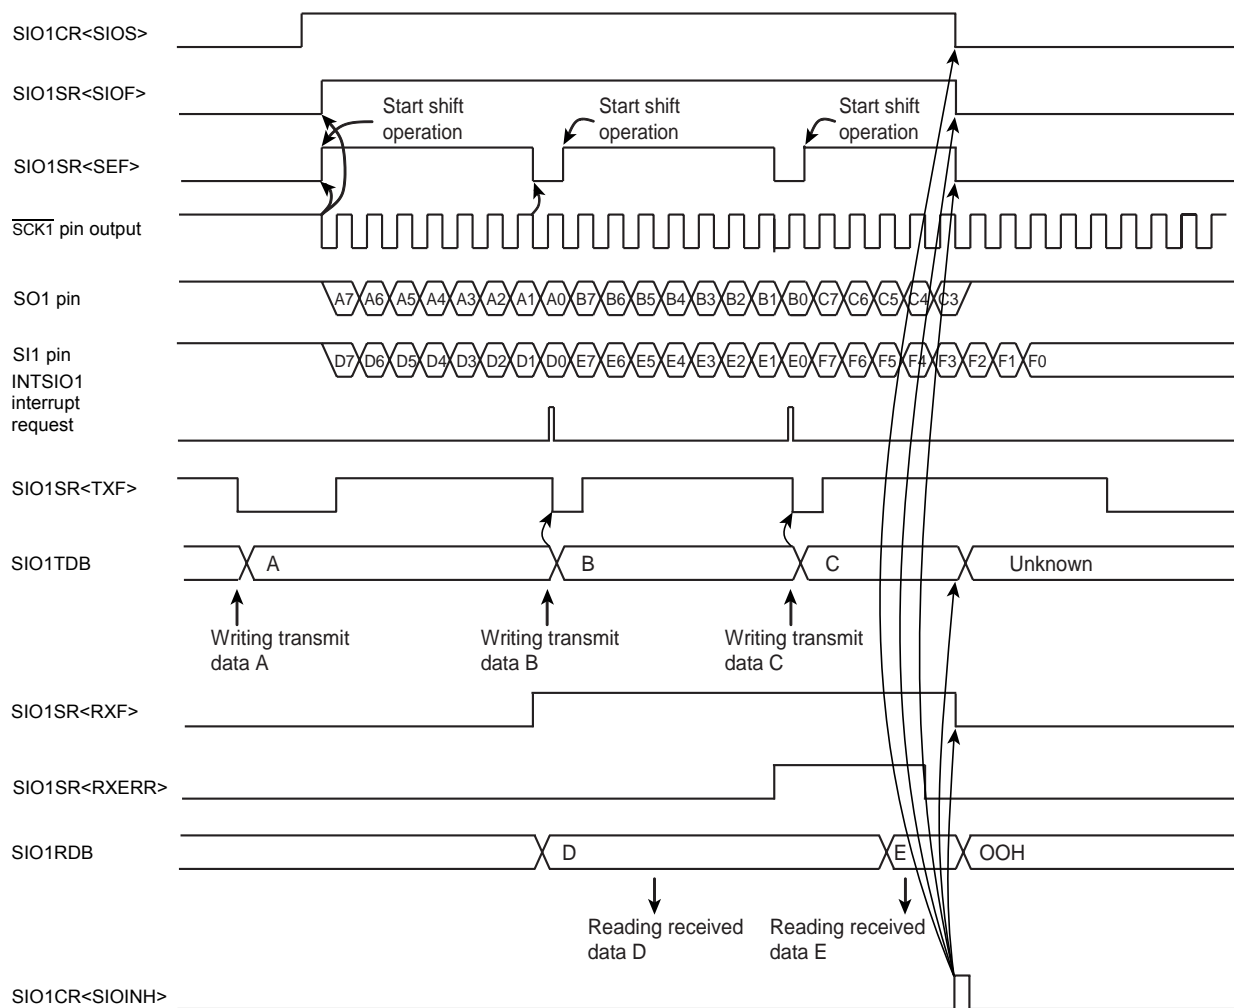 SIO1CR<SIOS>
SIO1SR<SIOF>
Start shift
operation
Start shift
operation
Start shift
operation
SIO1SR<SEF>
SCK1 pin output
SO1 pin
A7 A6 A5 A4 A3 A2 A1 A0 B7 B6 B5 B4 B3 B2 B1 B0 C7 C6 C5 C4 C3
SI1 pin
D7 D6 D5 D4 D3 D2 D1 D0 E7 E6 E5 E4 E3 E2 E1 E0 F7 F6 F5 F4 F3 F2 F1 F0
INTSIO1
interrupt
request
SIO1SR<TXF>
SIO1TDB
A B C Unknown
Writing transmit
data A
Writing transmit
data B
Writing transmit
data C
SIO1SR<RXF>
SIO1SR<RXERR>
SIO1RDB
D E OOH
Reading received
data D
Reading received
data E
SIO1CR<SIOINH>